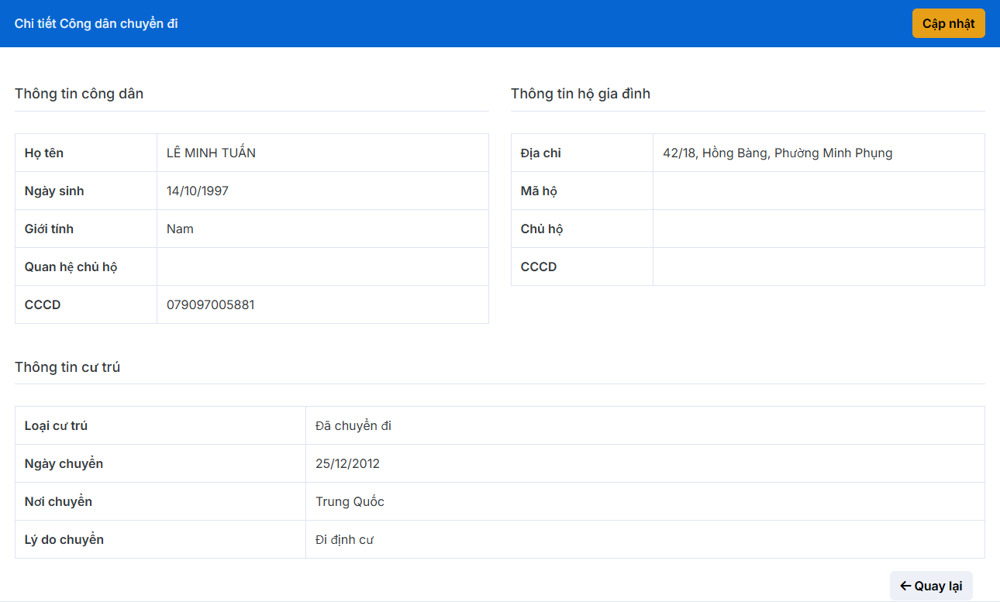 Chi tiết Công dân chuyển đi
Cập nhật
Thông tin công dân
Họ tên LÊ MINH TUẤN
Ngày sinh 14/10/1997
Giới tính Nam
Quan hệ chủ hộ
CCCD 079097005881
Thông tin hộ gia đình
Địa chỉ 42/18, Hồng Bàng, Phường Minh Phụng
Mã hộ
Chủ hộ
CCCD
Thông tin cư trú
Loại cư trú Đã chuyển đi
Ngày chuyển 25/12/2012
Nơi chuyển Trung Quốc
Lý do chuyển Đi định cư
← Quay lại